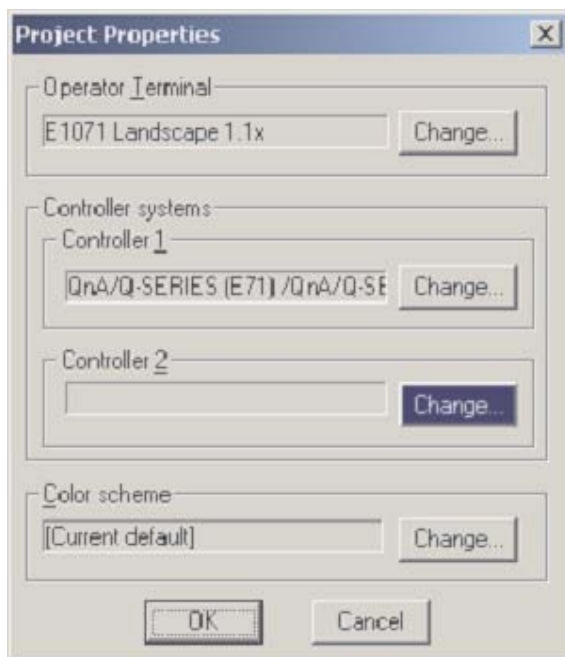 Project Properties
Operator Terminal
E1071 Landscape 1.1x
Change...
Controller systems
Controller 1
QnA/Q-SERIES (E71) /QnA/Q-SE
Change...
Controller 2
Change...
Color scheme
[Current default]
Change...
OK
Cancel